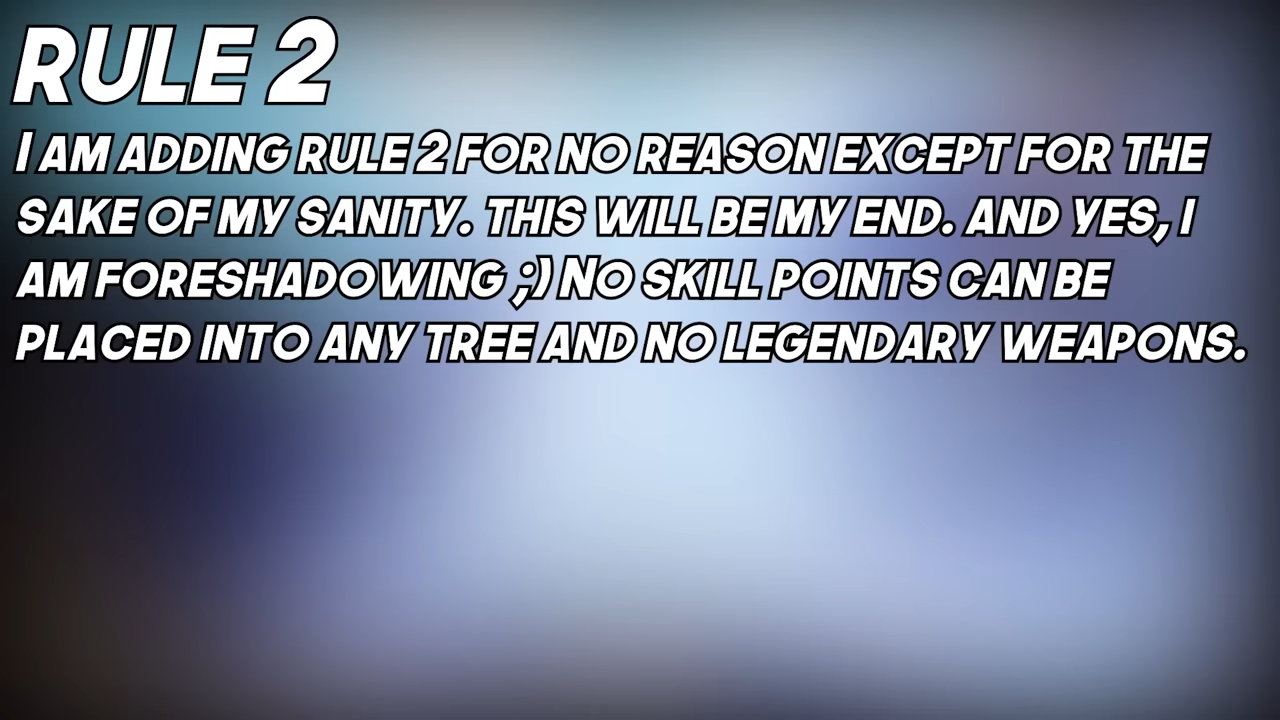 RULE 2
I AM ADDING RULE 2 FOR NO REASON EXCEPT FOR THE
SAKE OF MY SANITY. THIS WILL BE MY END. AND YES, I
AM FORESHADOWING ;) NO SKILL POINTS CAN BE
PLACED INTO ANY TREE AND NO LEGENDARY WEAPONS.